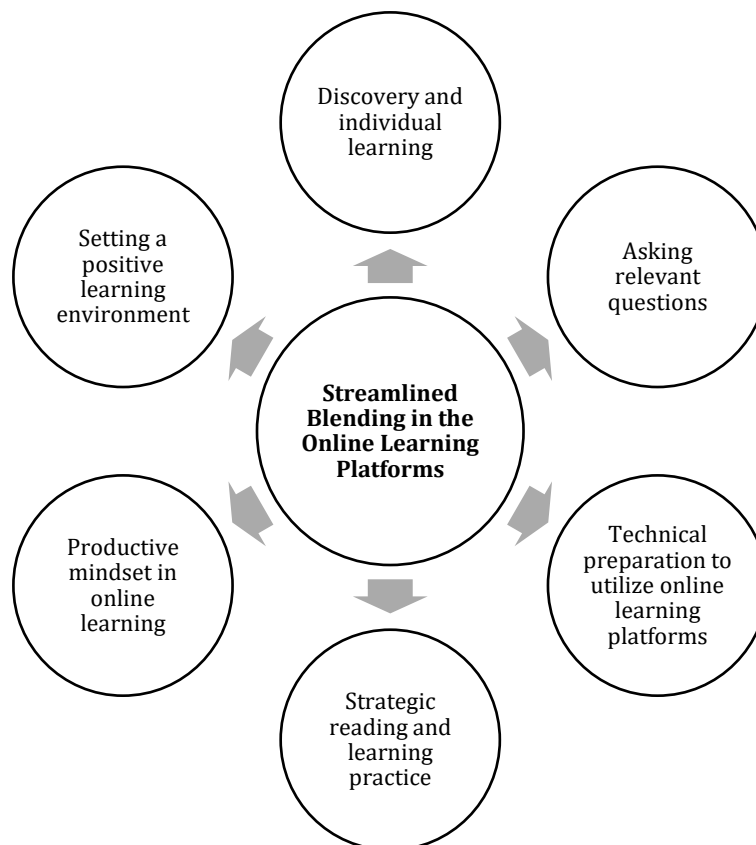 Discovery and
individual
learning
Setting a
positive
learning
environment
Asking
relevant
questions
Streamlined
Blending in the
Online Learning
Platforms
Productive
mindset in
online
learning
Technical
preparation to
utilize online
learning
platforms
Strategic
reading and
learning
practice